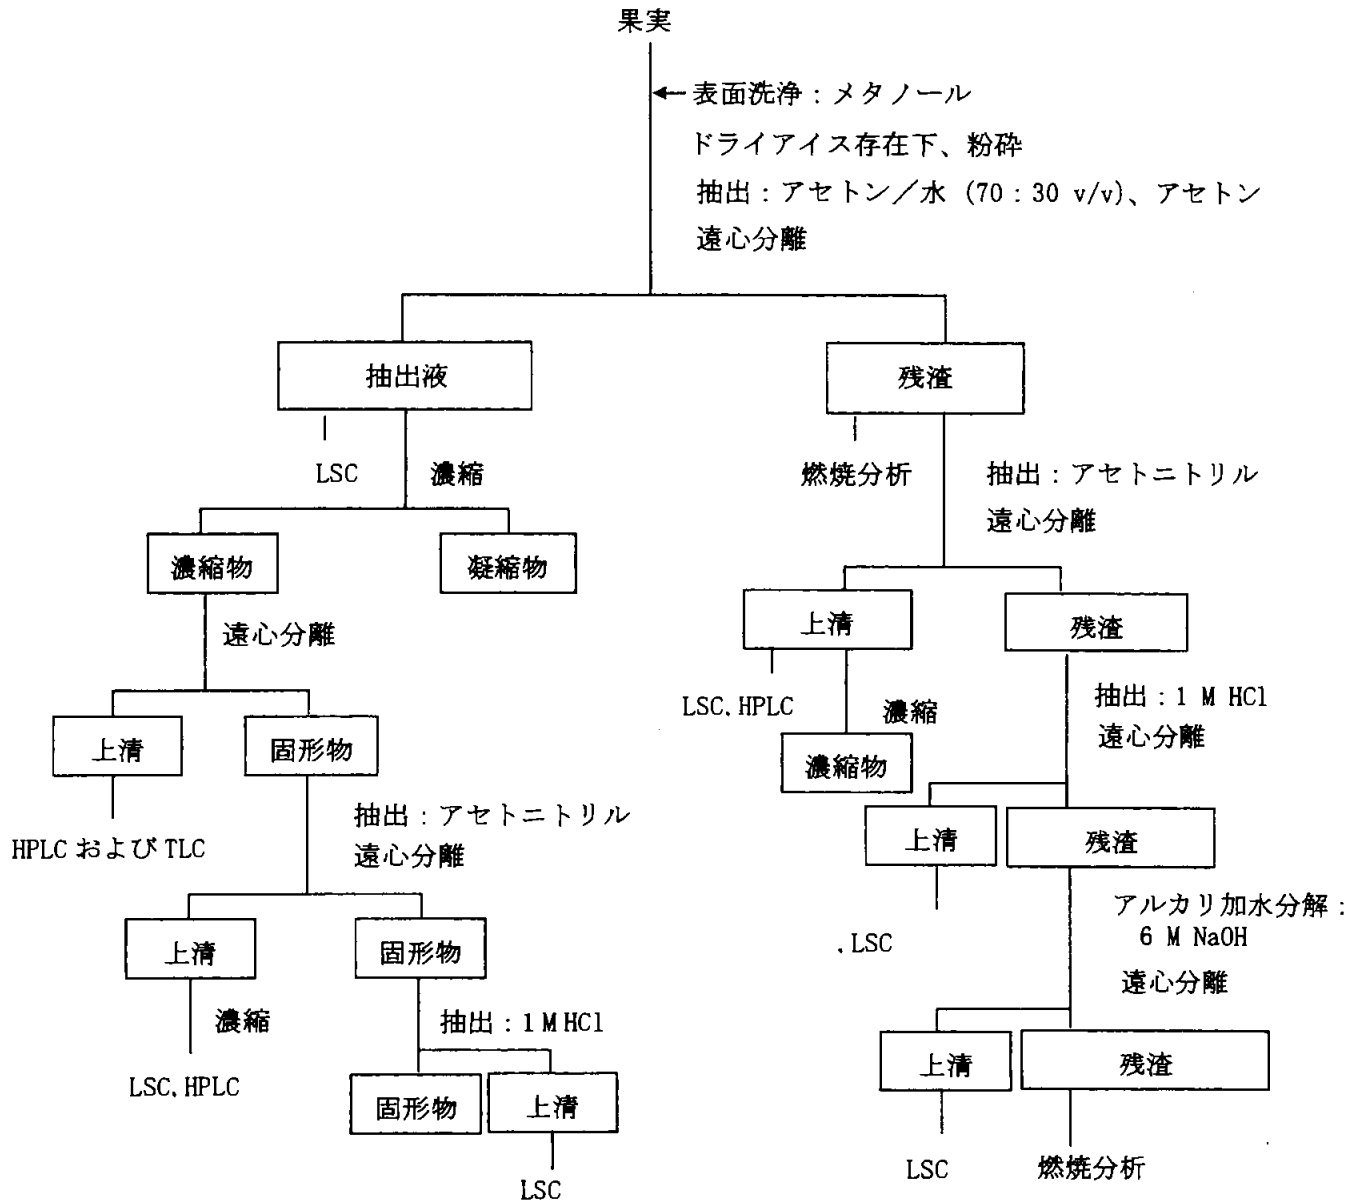 果実
表面洗浄：メタノール
ドライアイス存在下、粉砕
抽出：アセトン／水 (70：30 v/v)、アセトン
遠心分離
抽出液
残渣
LSC
濃縮
燃焼分析
抽出：アセトニトリル
遠心分離
濃縮物
凝縮物
上清
残渣
遠心分離
LSC, HPLC
濃縮
抽出：1 M HCl
遠心分離
上清
固形物
濃縮物
抽出：アセトニトリル
遠心分離
上清
残渣
HPLC および TLC
アルカリ加水分解：
6 M NaOH
遠心分離
上清
固形物
.LSC
濃縮
抽出：1 M HCl
上清
残渣
LSC, HPLC
固形物
上清
LSC
LSC
燃焼分析